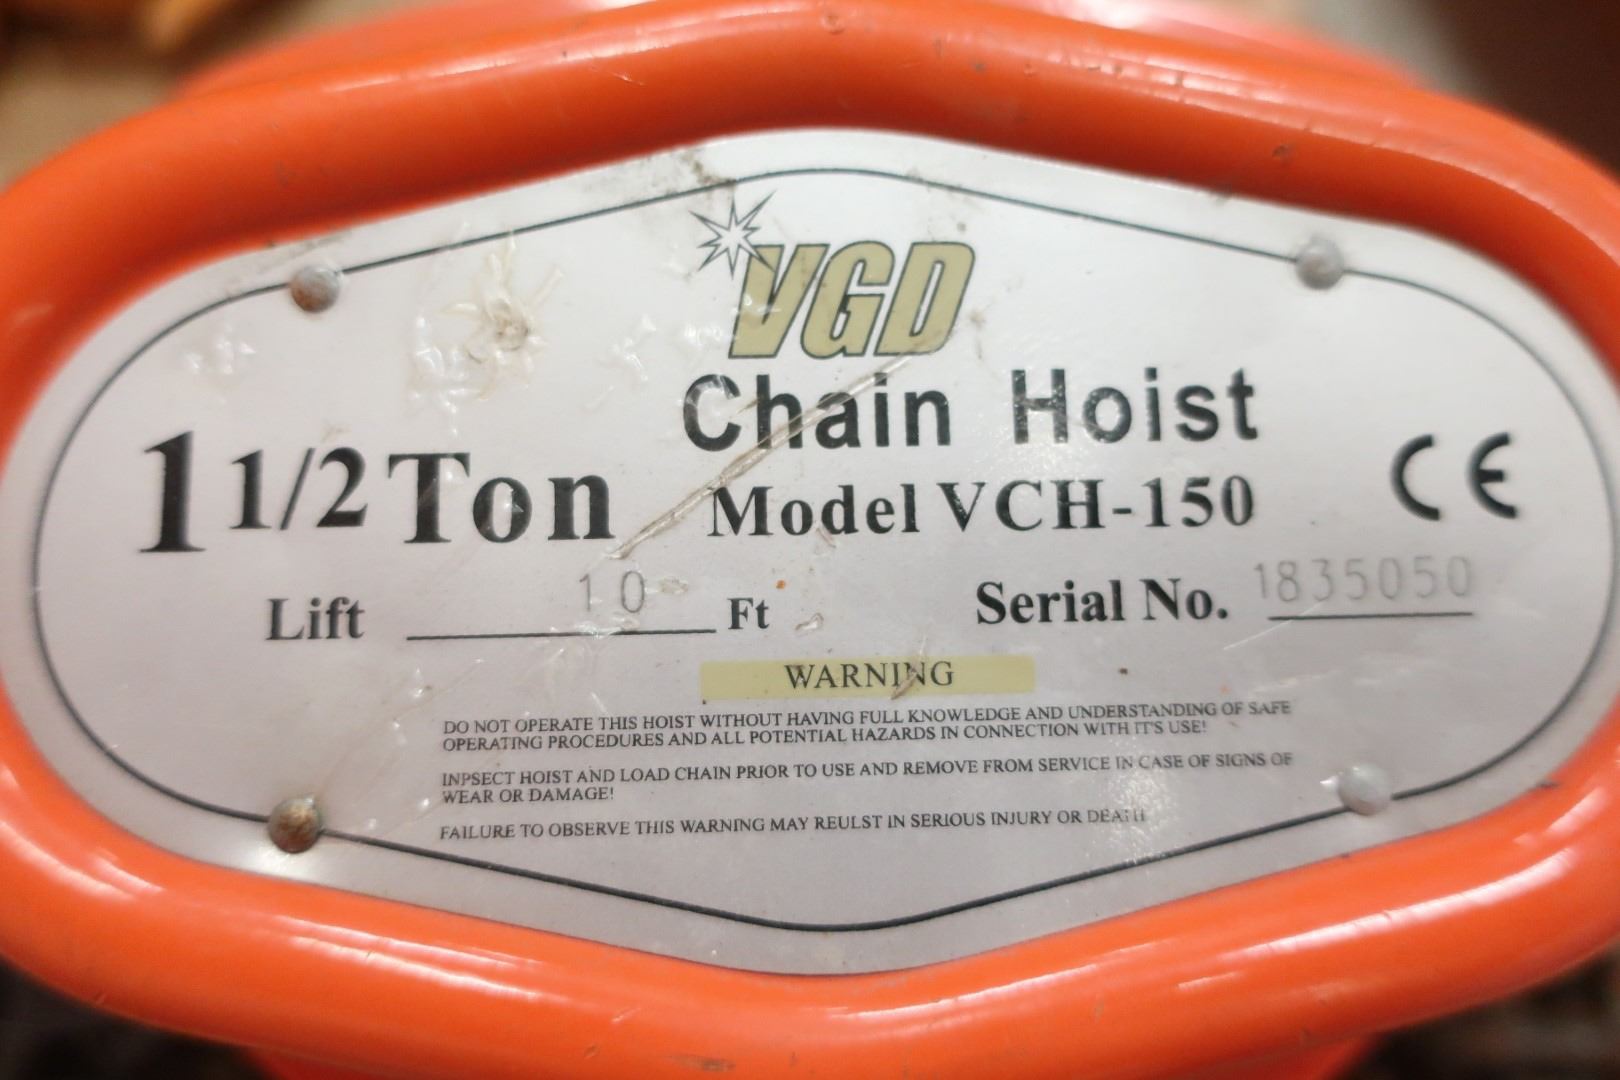 VGD
Chain Hoist
1 1/2 Ton
Model VCH-150
CE
Lift 10 Ft
Serial No. 1835050
WARNING
DO NOT OPERATE THIS HOIST WITHOUT HAVING FULL KNOWLEDGE AND UNDERSTANDING OF SAFE
OPERATING PROCEDURES AND ALL POTENTIAL HAZARDS IN CONNECTION WITH IT'S USE!
INPSECT HOIST AND LOAD CHAIN PRIOR TO USE AND REMOVE FROM SERVICE IN CASE OF SIGNS OF
WEAR OR DAMAGE!
FAILURE TO OBSERVE THIS WARNING MAY REULST IN SERIOUS INJURY OR DEATH